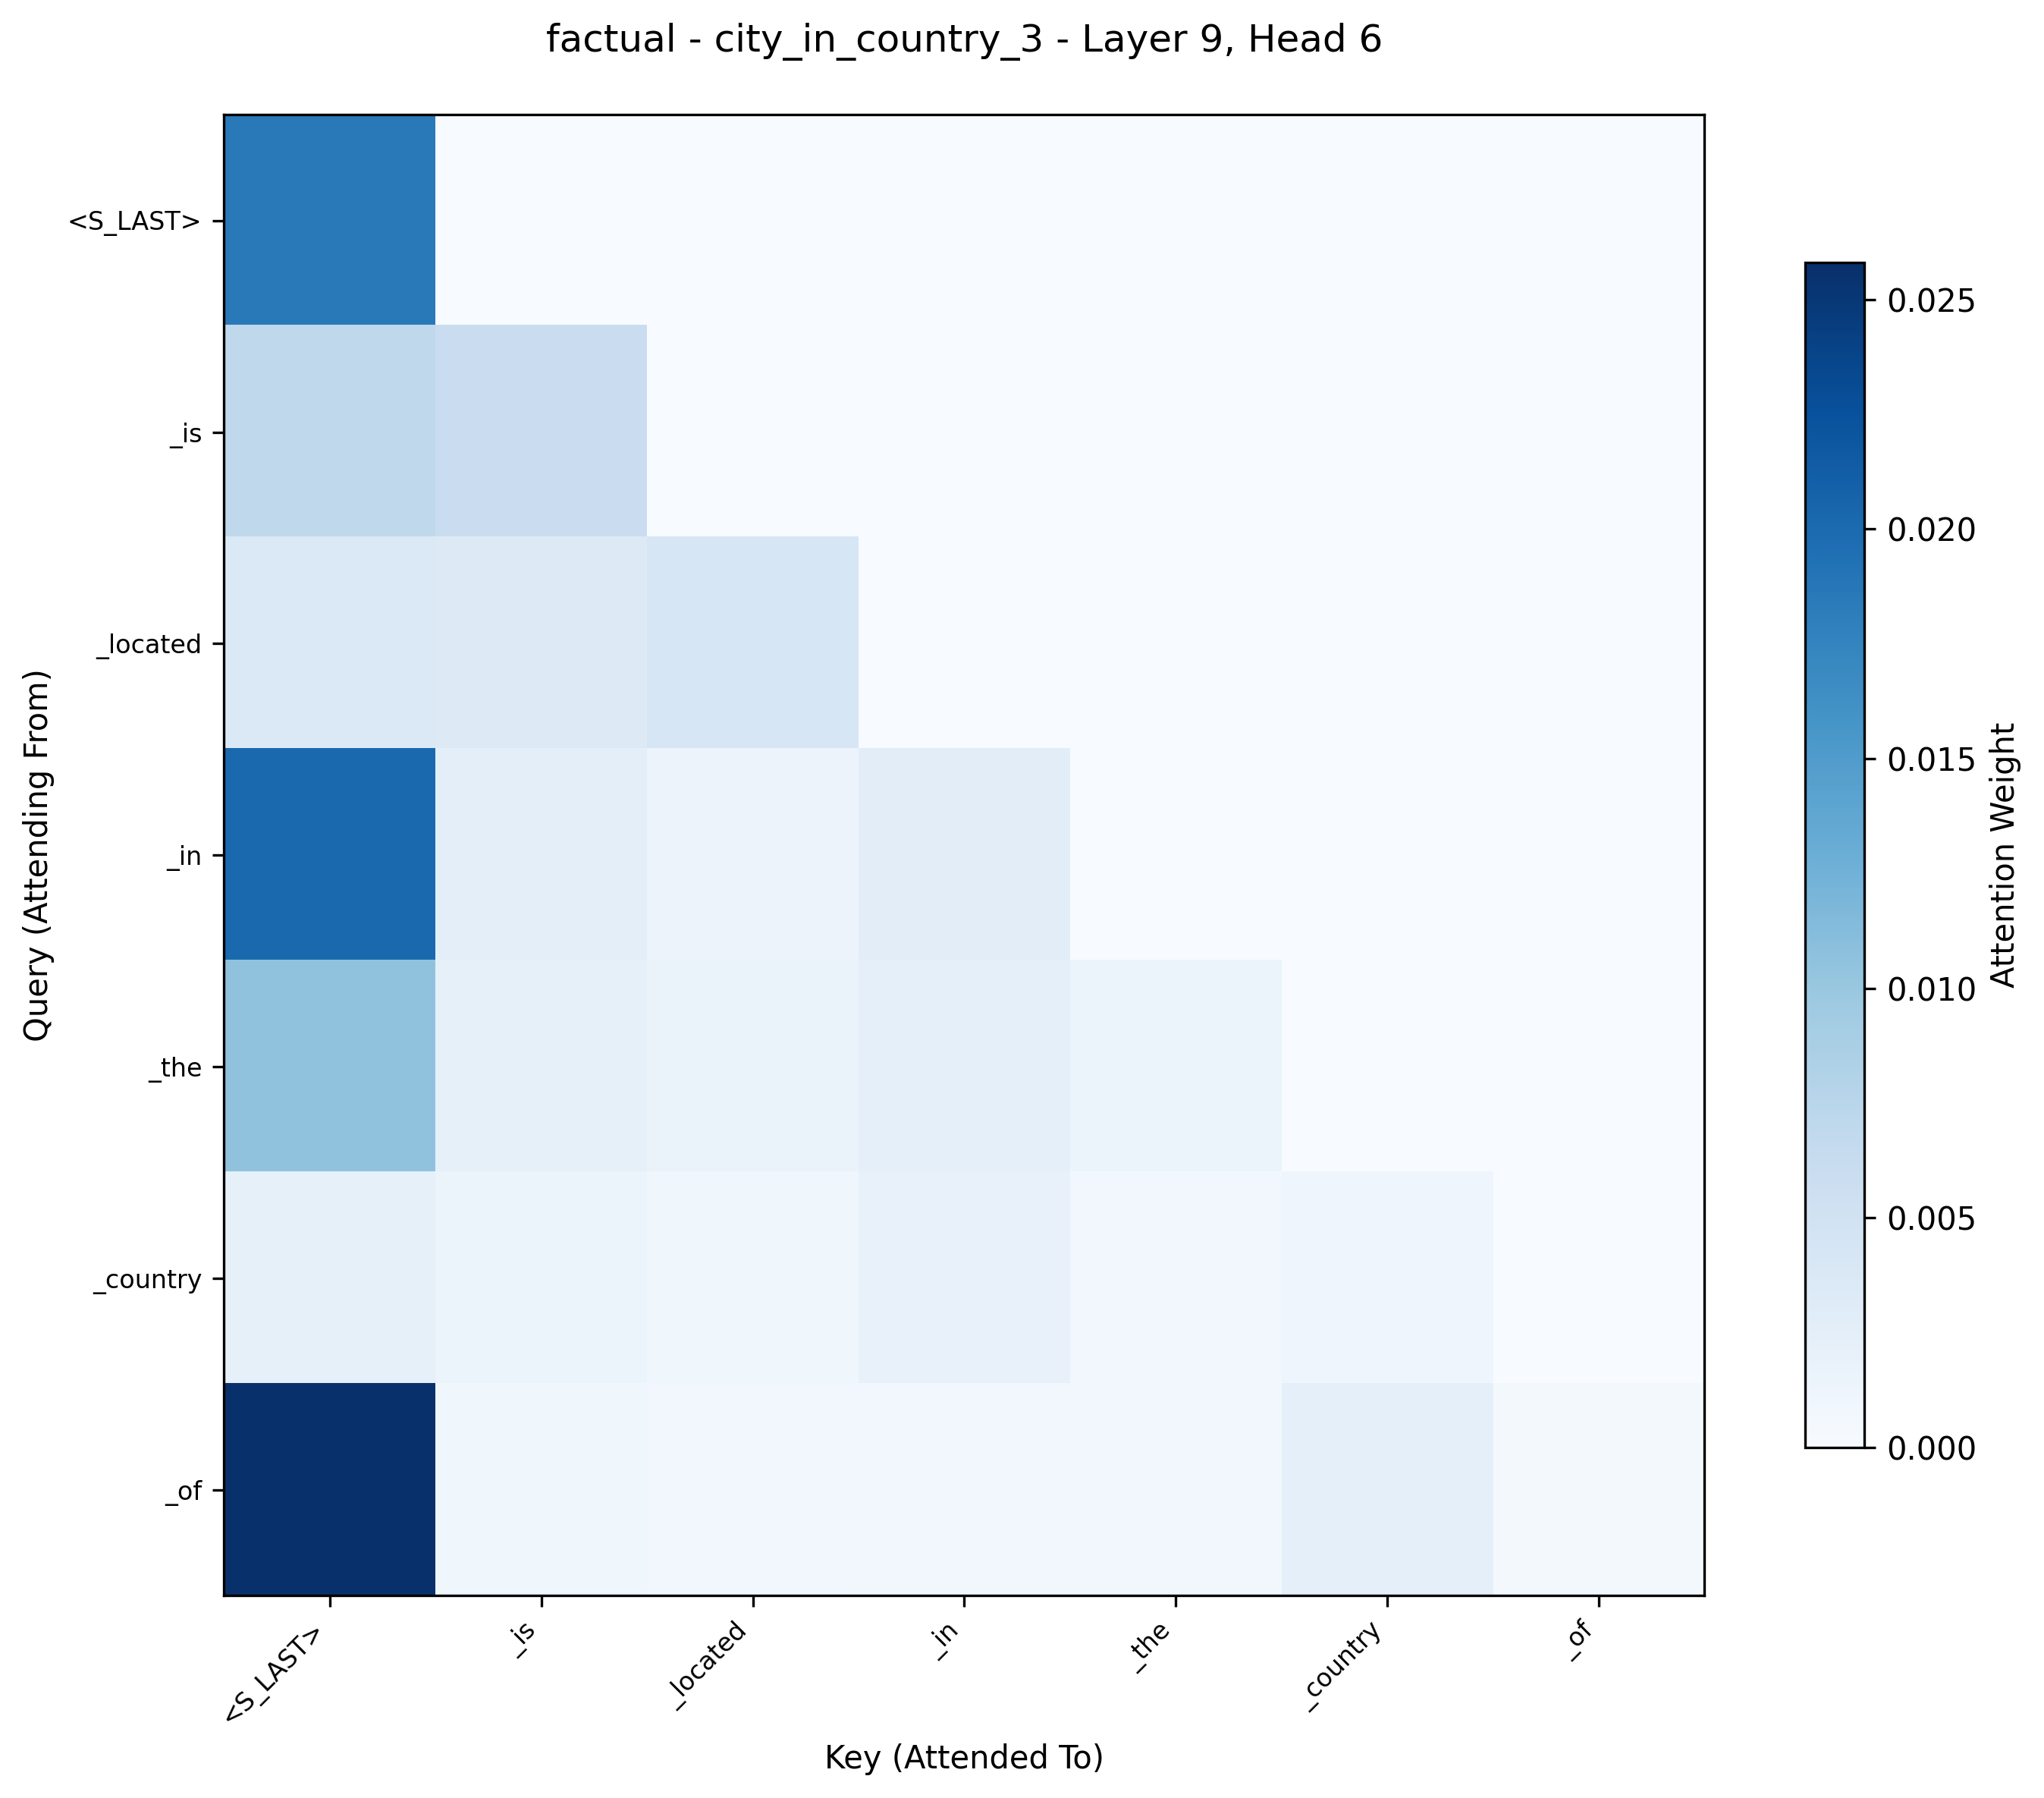 factual - city_in_country_3 - Layer 9, Head 6
Query (Attending From)
<S_LAST>
_is
_located
_in
_the
_country
_of
<S_LAST>
_is
_located
_in
_the
_country
_of
Key (Attended To)
0.025
0.020
0.015
0.010
0.005
0.000
Attention Weight